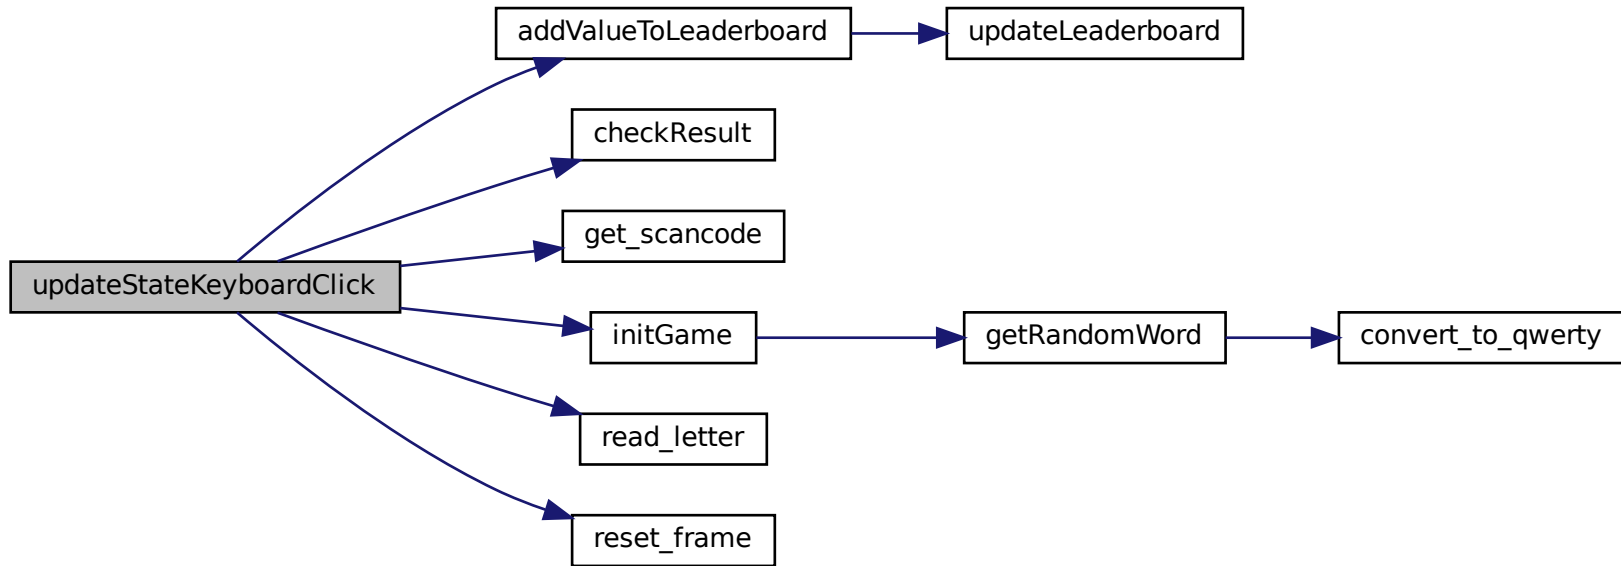 addValueToLeaderboard
updateLeaderboard
checkResult
get_scancode
updateStateKeyboardClick
initGame
getRandomWord
convert_to_qwerty
read_letter
reset_frame